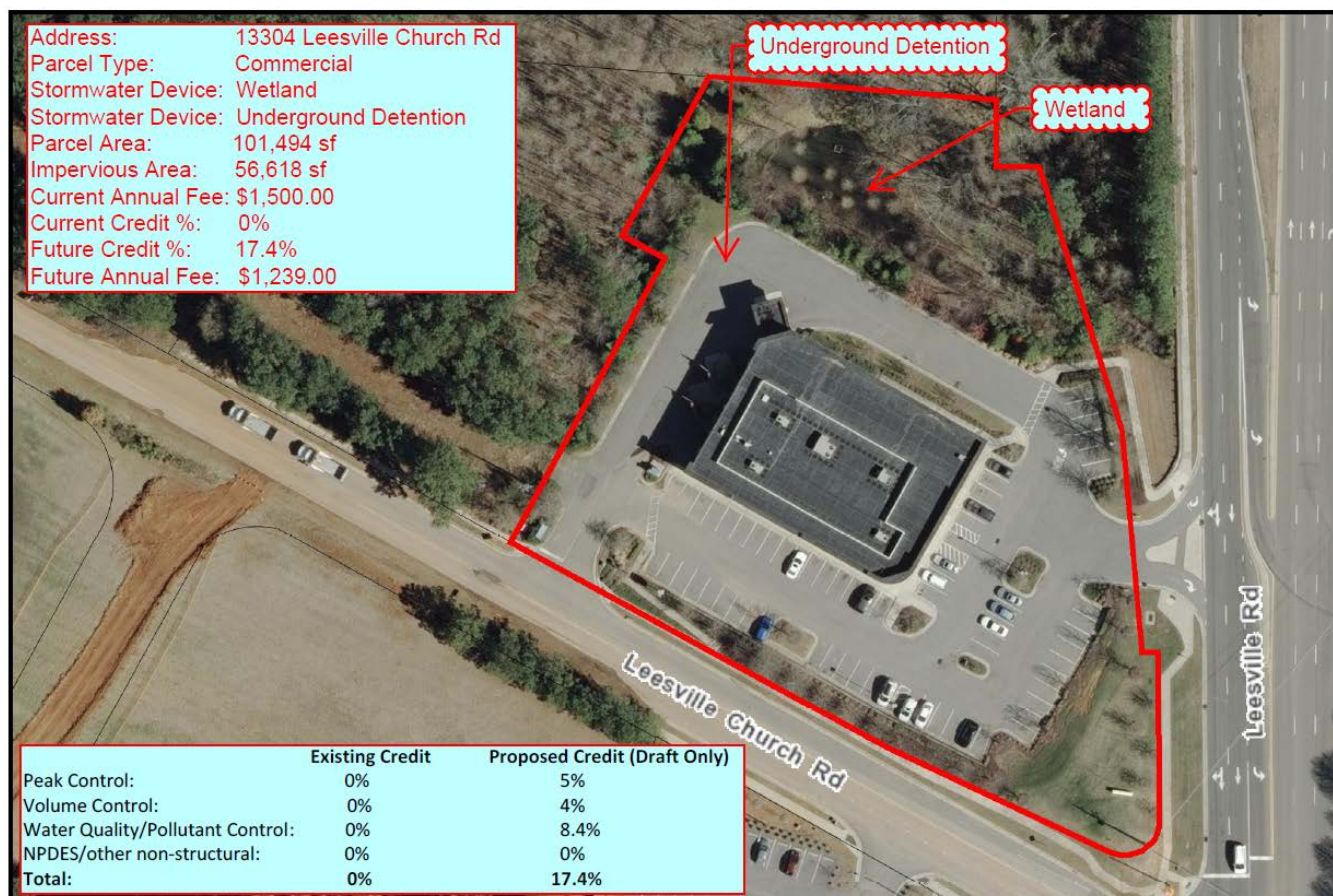 Address: 13304 Leesville Church Rd
Parcel Type: Commercial
Stormwater Device: Wetland
Stormwater Device: Underground Detention
Parcel Area: 101,494 sf
Impervious Area: 56,618 sf
Current Annual Fee: $1,500.00
Current Credit %: 0%
Future Credit %: 17.4%
Future Annual Fee: $1,239.00
Underground Detention
Wetland
Leesville Church Rd
Leesville Rd
Existing Credit Proposed Credit (Draft Only)
Peak Control: 0% 5%
Volume Control: 0% 4%
Water Quality/Pollutant Control: 0% 8.4%
NPDES/other non-structural: 0% 0%
Total: 0% 17.4%